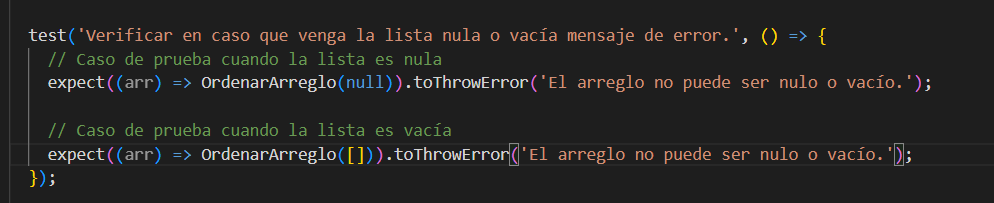 test('Verificar en caso que venga la lista nula o vacía mensaje de error.', () => {
// Caso de prueba cuando la lista es nula
expect((arr) => OrdenarArreglo(null)).toThrowError('El arreglo no puede ser nulo o vacío.');
// Caso de prueba cuando la lista es vacía
expect((arr) => OrdenarArreglo([])).toThrowError('El arreglo no puede ser nulo o vacío.');
});